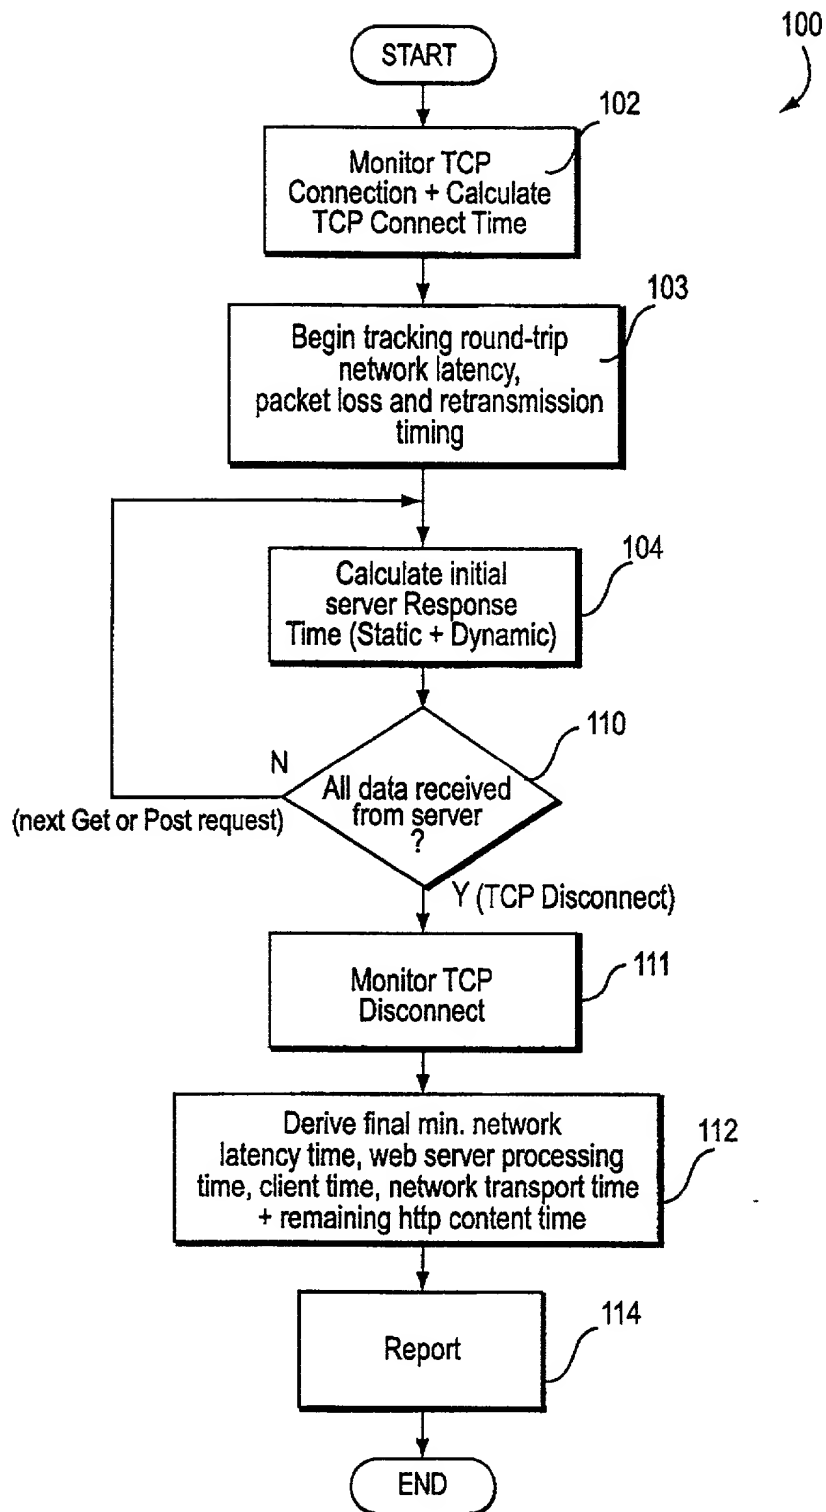 100
START
102
Monitor TCP
Connection + Calculate
TCP Connect Time
103
Begin tracking round-trip
network latency,
packet loss and retransmission
timing
104
Calculate initial
server Response
Time (Static + Dynamic)
110
N
All data received
from server
?
(next Get or Post request)
Y (TCP Disconnect)
111
Monitor TCP
Disconnect
112
Derive final min. network
latency time, web server processing
time, client time, network transport time
+ remaining http content time
114
Report
END